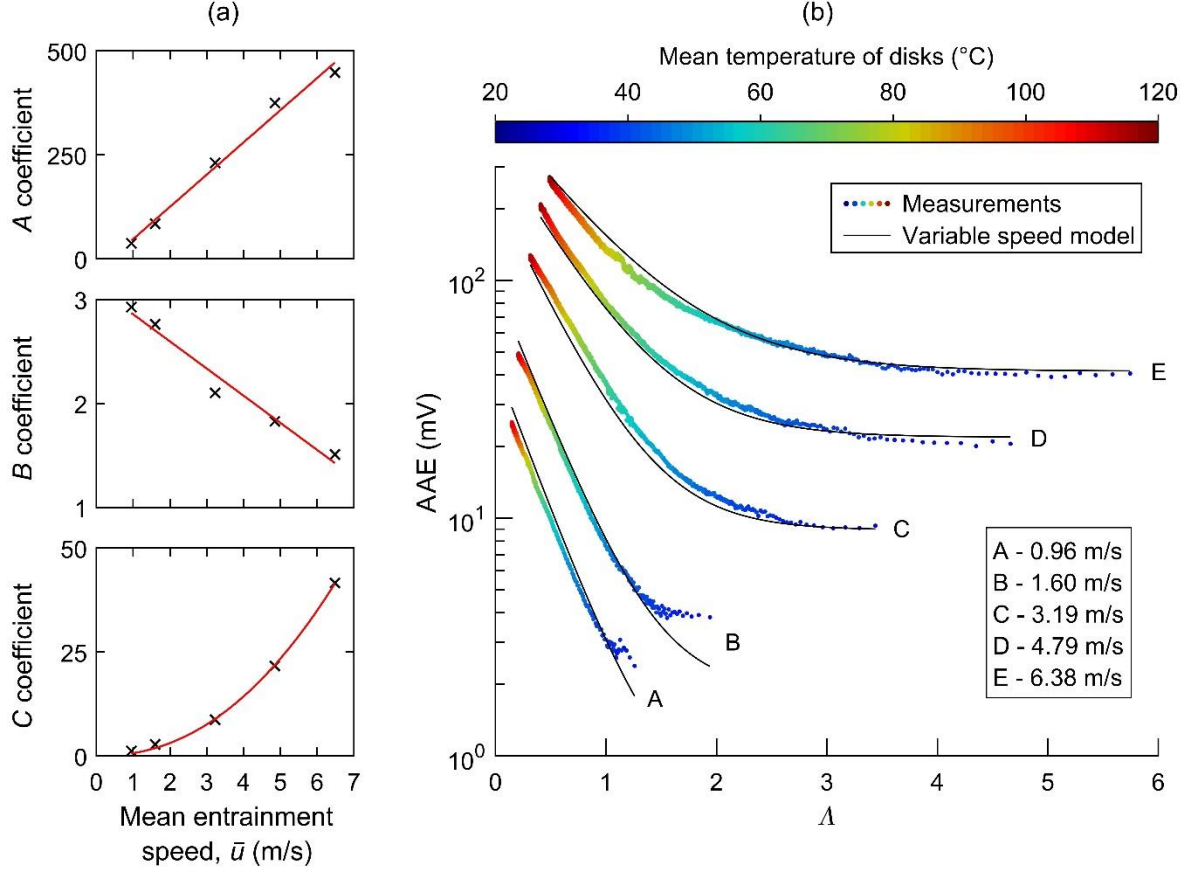 (a)
500
250
0
A coefficient
3
2
1
B coefficient
50
25
0
C coefficient
0 1 2 3 4 5 6 7
Mean entrainment
speed, ū (m/s)
(b)
Mean temperature of disks (°C)
20 40 60 80 100 120
Measurements
Variable speed model
10²
10¹
10⁰
AAE (mV)
E
D
C
B
A
A - 0.96 m/s
B - 1.60 m/s
C - 3.19 m/s
D - 4.79 m/s
E - 6.38 m/s
0 1 2 3 4 5 6
Λ